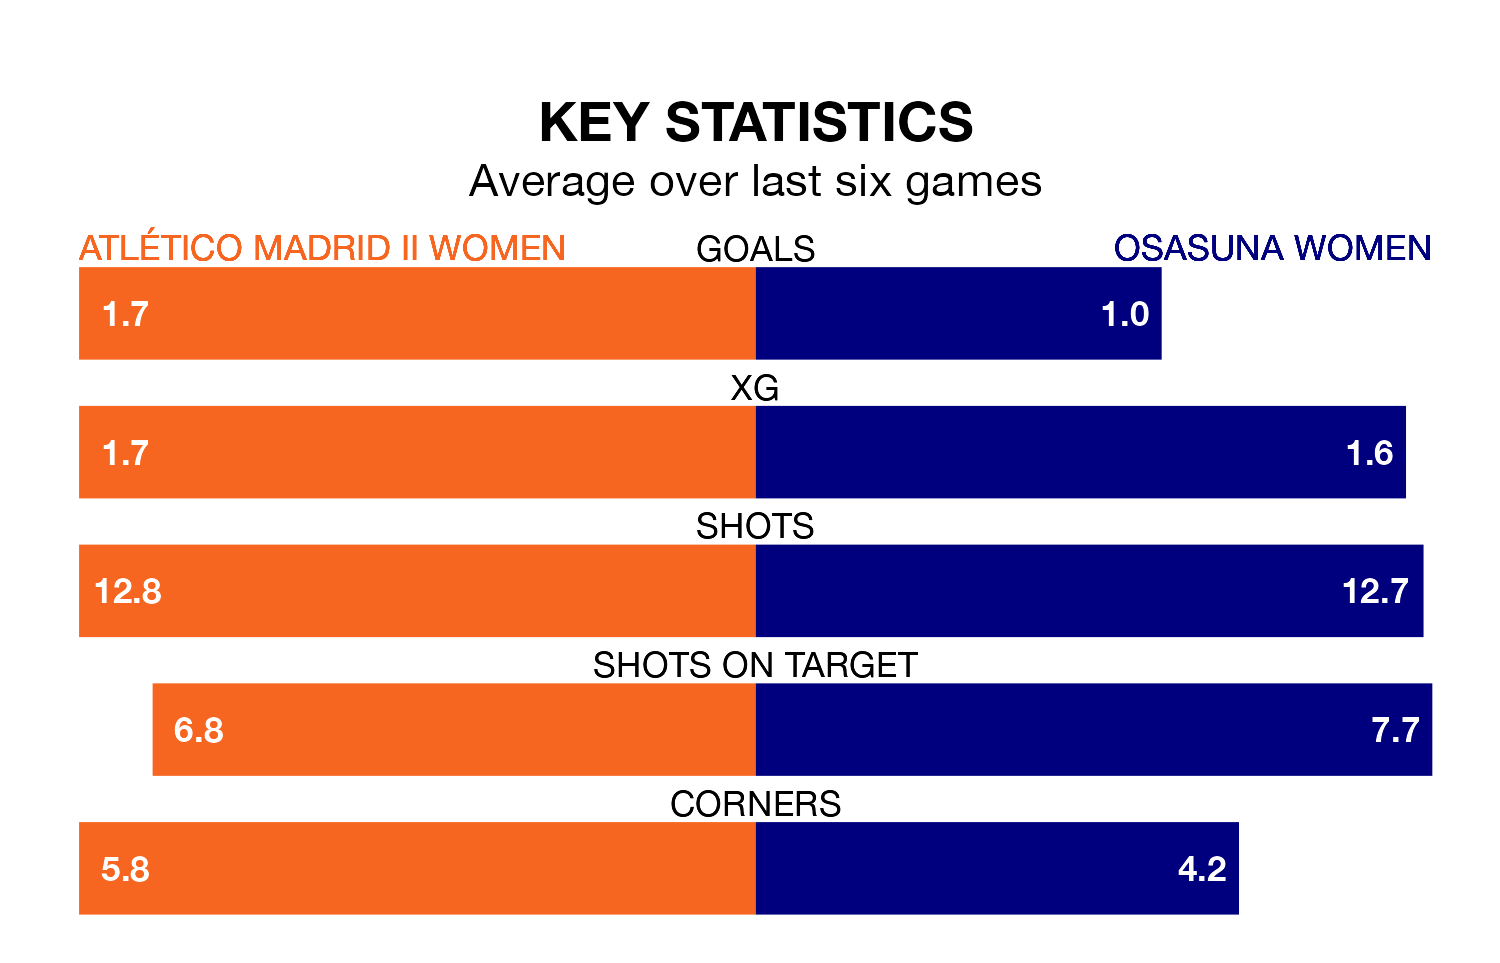 KEY STATISTICS
Average over last six games
ATLÉTICO MADRID II WOMEN GOALS OSASUNA WOMEN
1.7 1.0
XG
1.7 1.6
SHOTS
12.8 12.7
SHOTS ON TARGET
6.8 7.7
CORNERS
5.8 4.2